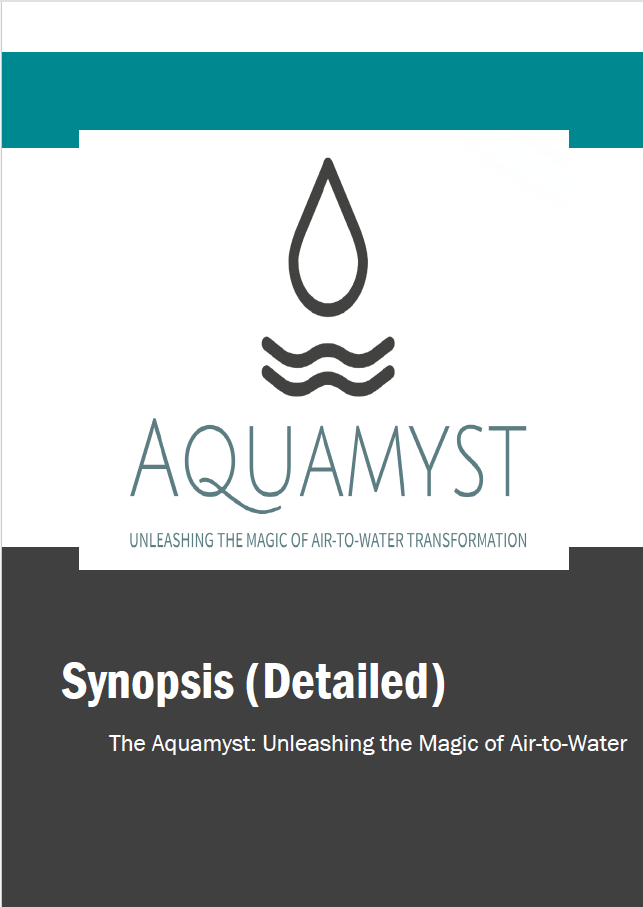 AQUAMYST
UNLEASHING THE MAGIC OF AIR-TO-WATER TRANSFORMATION
Synopsis (Detailed)
The Aquamyst: Unleashing the Magic of Air-to-Water